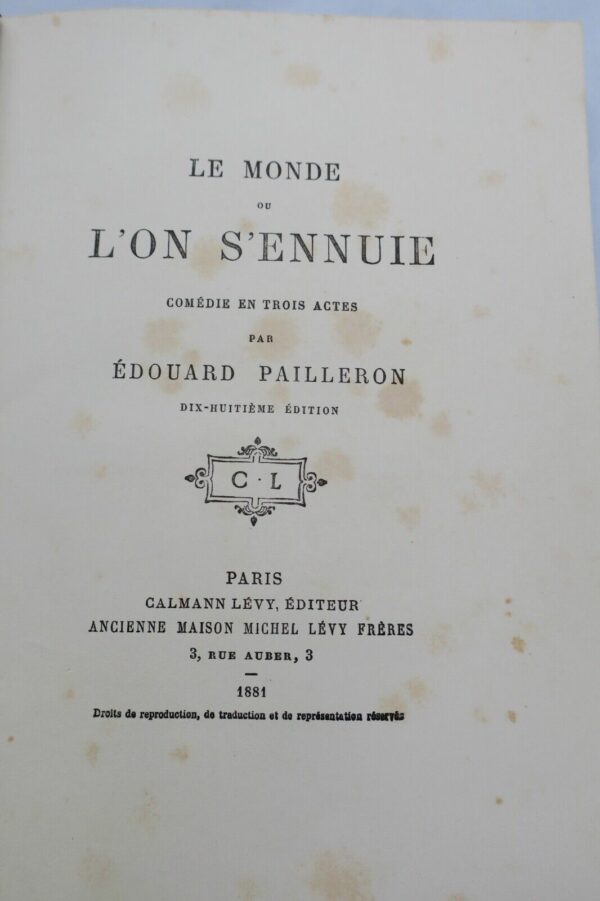 LE MONDE
OU
L'ON S'ENNUIE
COMÉDIE EN TROIS ACTES
PAR
ÉDOUARD PAILLERON
DIX-HUITIÈME ÉDITION
C · L
PARIS
CALMANN LÉVY, ÉDITEUR
ANCIENNE MAISON MICHEL LÉVY FRÈRES
3, RUE AUBER, 3
1881
Droits de reproduction, de traduction et de représentation réservés